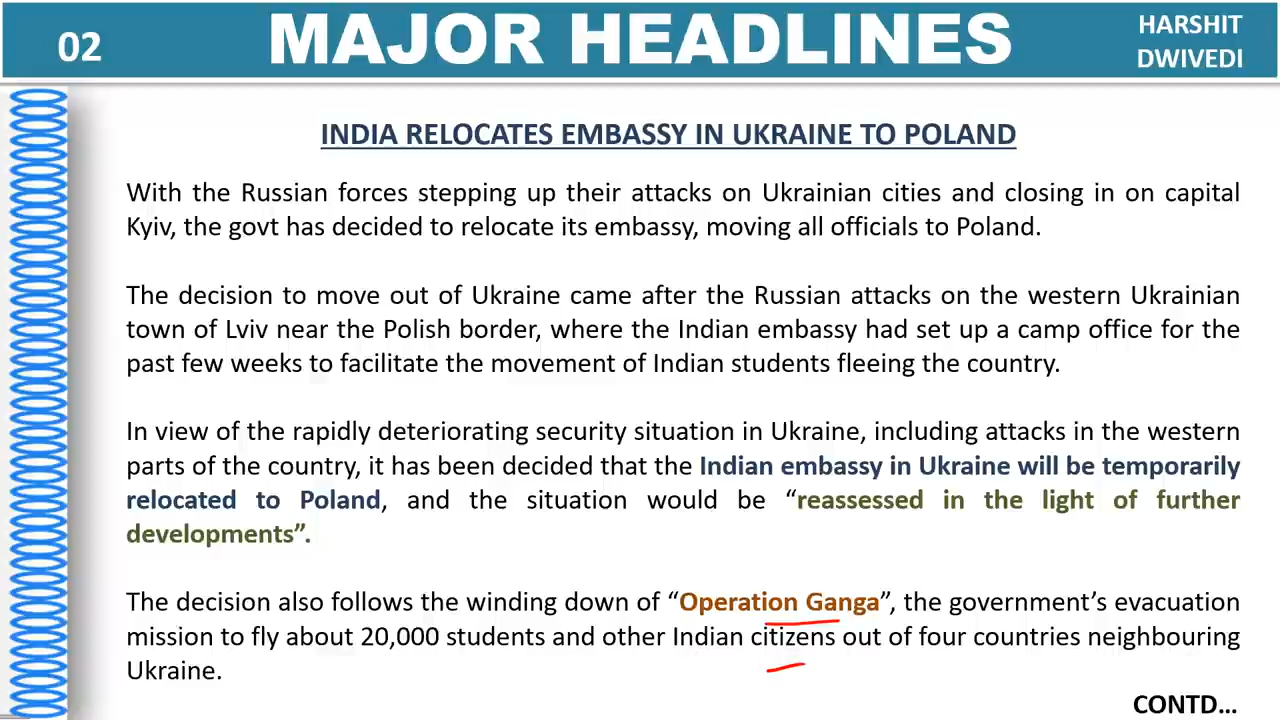 02
MAJOR HEADLINES
HARSHIT
DWIVEDI
INDIA RELOCATES EMBASSY IN UKRAINE TO POLAND
With the Russian forces stepping up their attacks on Ukrainian cities and closing in on capital
Kyiv, the govt has decided to relocate its embassy, moving all officials to Poland.
The decision to move out of Ukraine came after the Russian attacks on the western Ukrainian
town of Lviv near the Polish border, where the Indian embassy had set up a camp office for the
past few weeks to facilitate the movement of Indian students fleeing the country.
In view of the rapidly deteriorating security situation in Ukraine, including attacks in the western
parts of the country, it has been decided that the Indian embassy in Ukraine will be temporarily
relocated to Poland, and the situation would be “reassessed in the light of further
developments”.
The decision also follows the winding down of “Operation Ganga”, the government’s evacuation
mission to fly about 20,000 students and other Indian citizens out of four countries neighbouring
Ukraine.
CONTD…